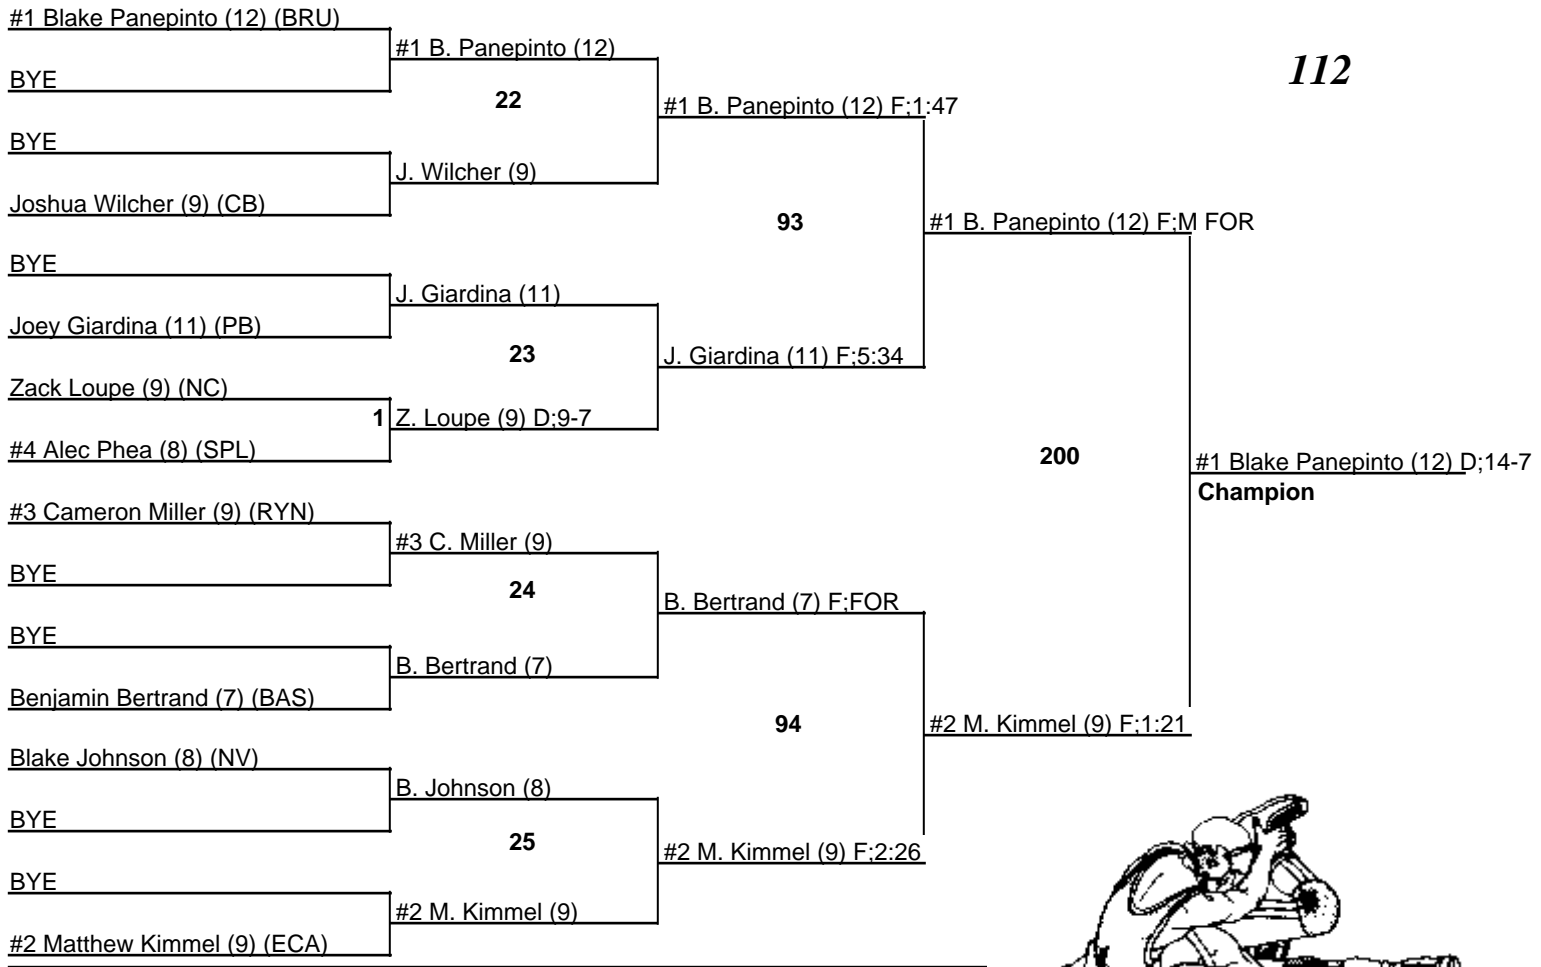 #1 Blake Panepinto (12) (BRU)
#1 B. Panepinto (12)
112
BYE
22
#1 B. Panepinto (12) F;1:47
BYE
J. Wilcher (9)
Joshua Wilcher (9) (CB)
93
#1 B. Panepinto (12) F;M FOR
BYE
J. Giardina (11)
Joey Giardina (11) (PB)
23
J. Giardina (11) F;5:34
Zack Loupe (9) (NC)
1 Z. Loupe (9) D;9-7
#4 Alec Phea (8) (SPL)
200
#1 Blake Panepinto (12) D;14-7
Champion
#3 Cameron Miller (9) (RYN)
#3 C. Miller (9)
BYE
24
B. Bertrand (7) F;FOR
BYE
B. Bertrand (7)
Benjamin Bertrand (7) (BAS)
94
#2 M. Kimmel (9) F;1:21
Blake Johnson (8) (NV)
B. Johnson (8)
BYE
25
#2 M. Kimmel (9) F;2:26
BYE
#2 M. Kimmel (9)
#2 Matthew Kimmel (9) (ECA)